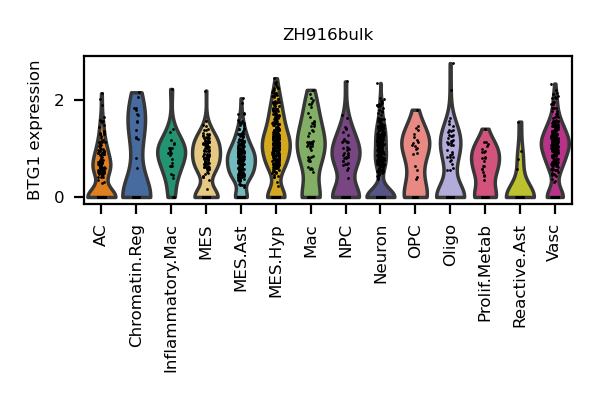 ZH916bulk
BTG1 expression
2
0
AC
Chromatin.Reg
Inflammatory.Mac
MES
MES.Ast
MES.Hyp
Mac
NPC
Neuron
OPC
Oligo
Prolif.Metab
Reactive.Ast
Vasc